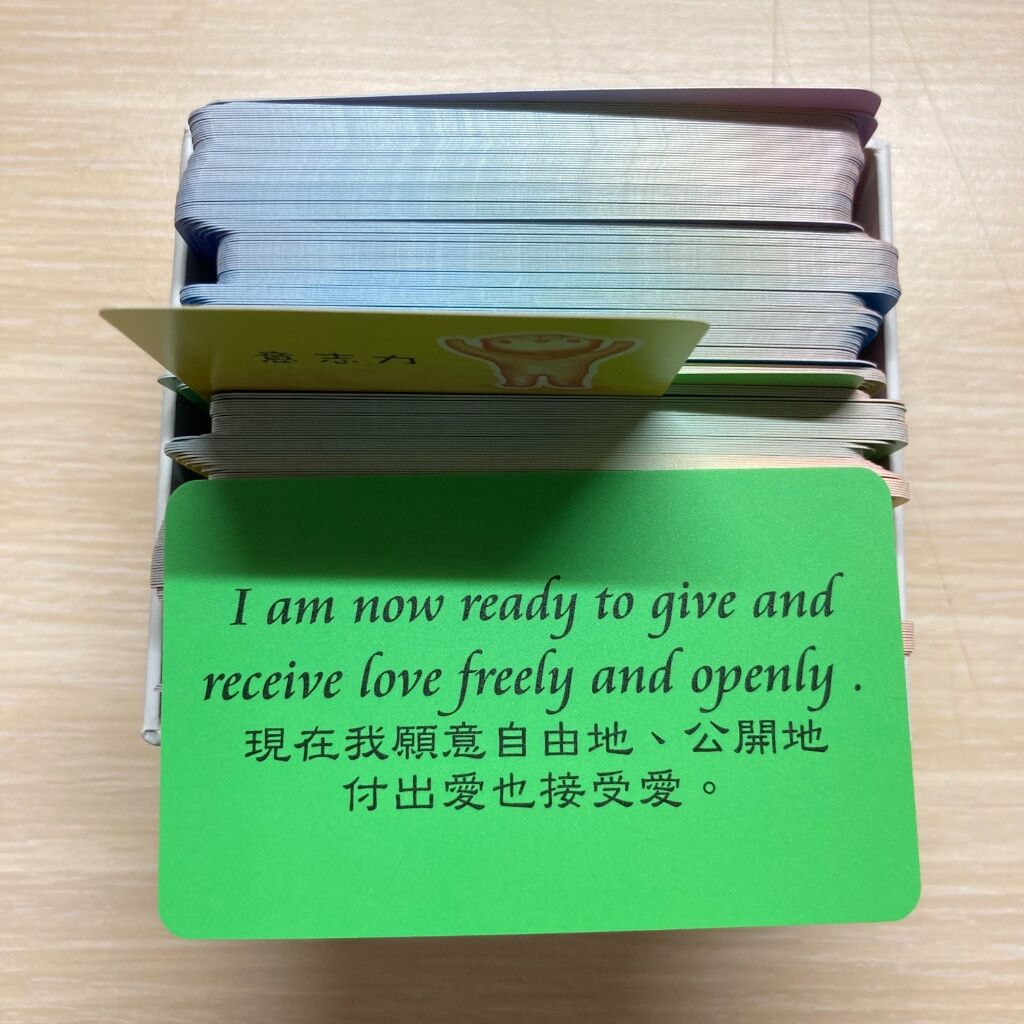 意志力
I am now ready to give and
receive love freely and openly .
現在我願意自由地、公開地
付出愛也接受愛。